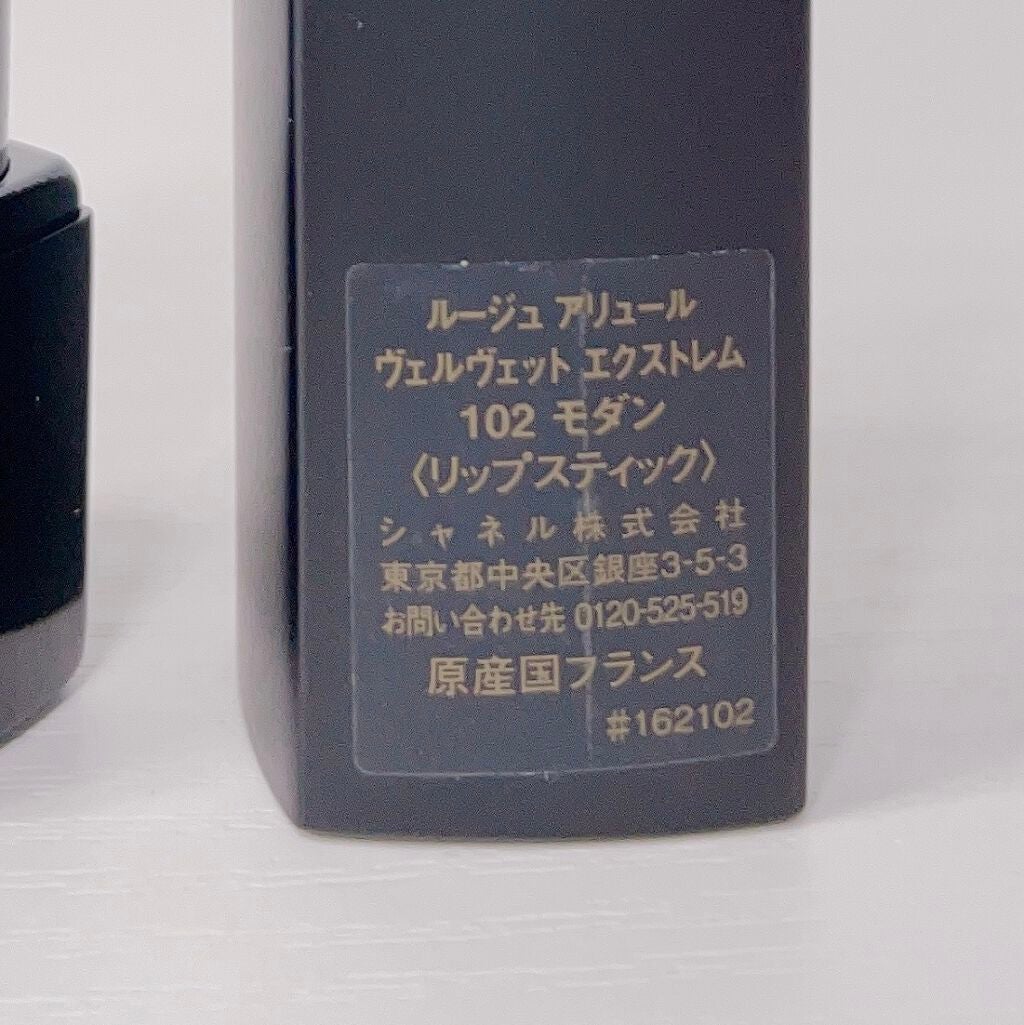 ルージュ アリュール
ヴェルヴェット エクストレム
102 モダン
〈リップスティック〉
シャネル株式会社
東京都中央区銀座3-5-3
お問い合わせ先 0120-525-519
原産国フランス
#162102